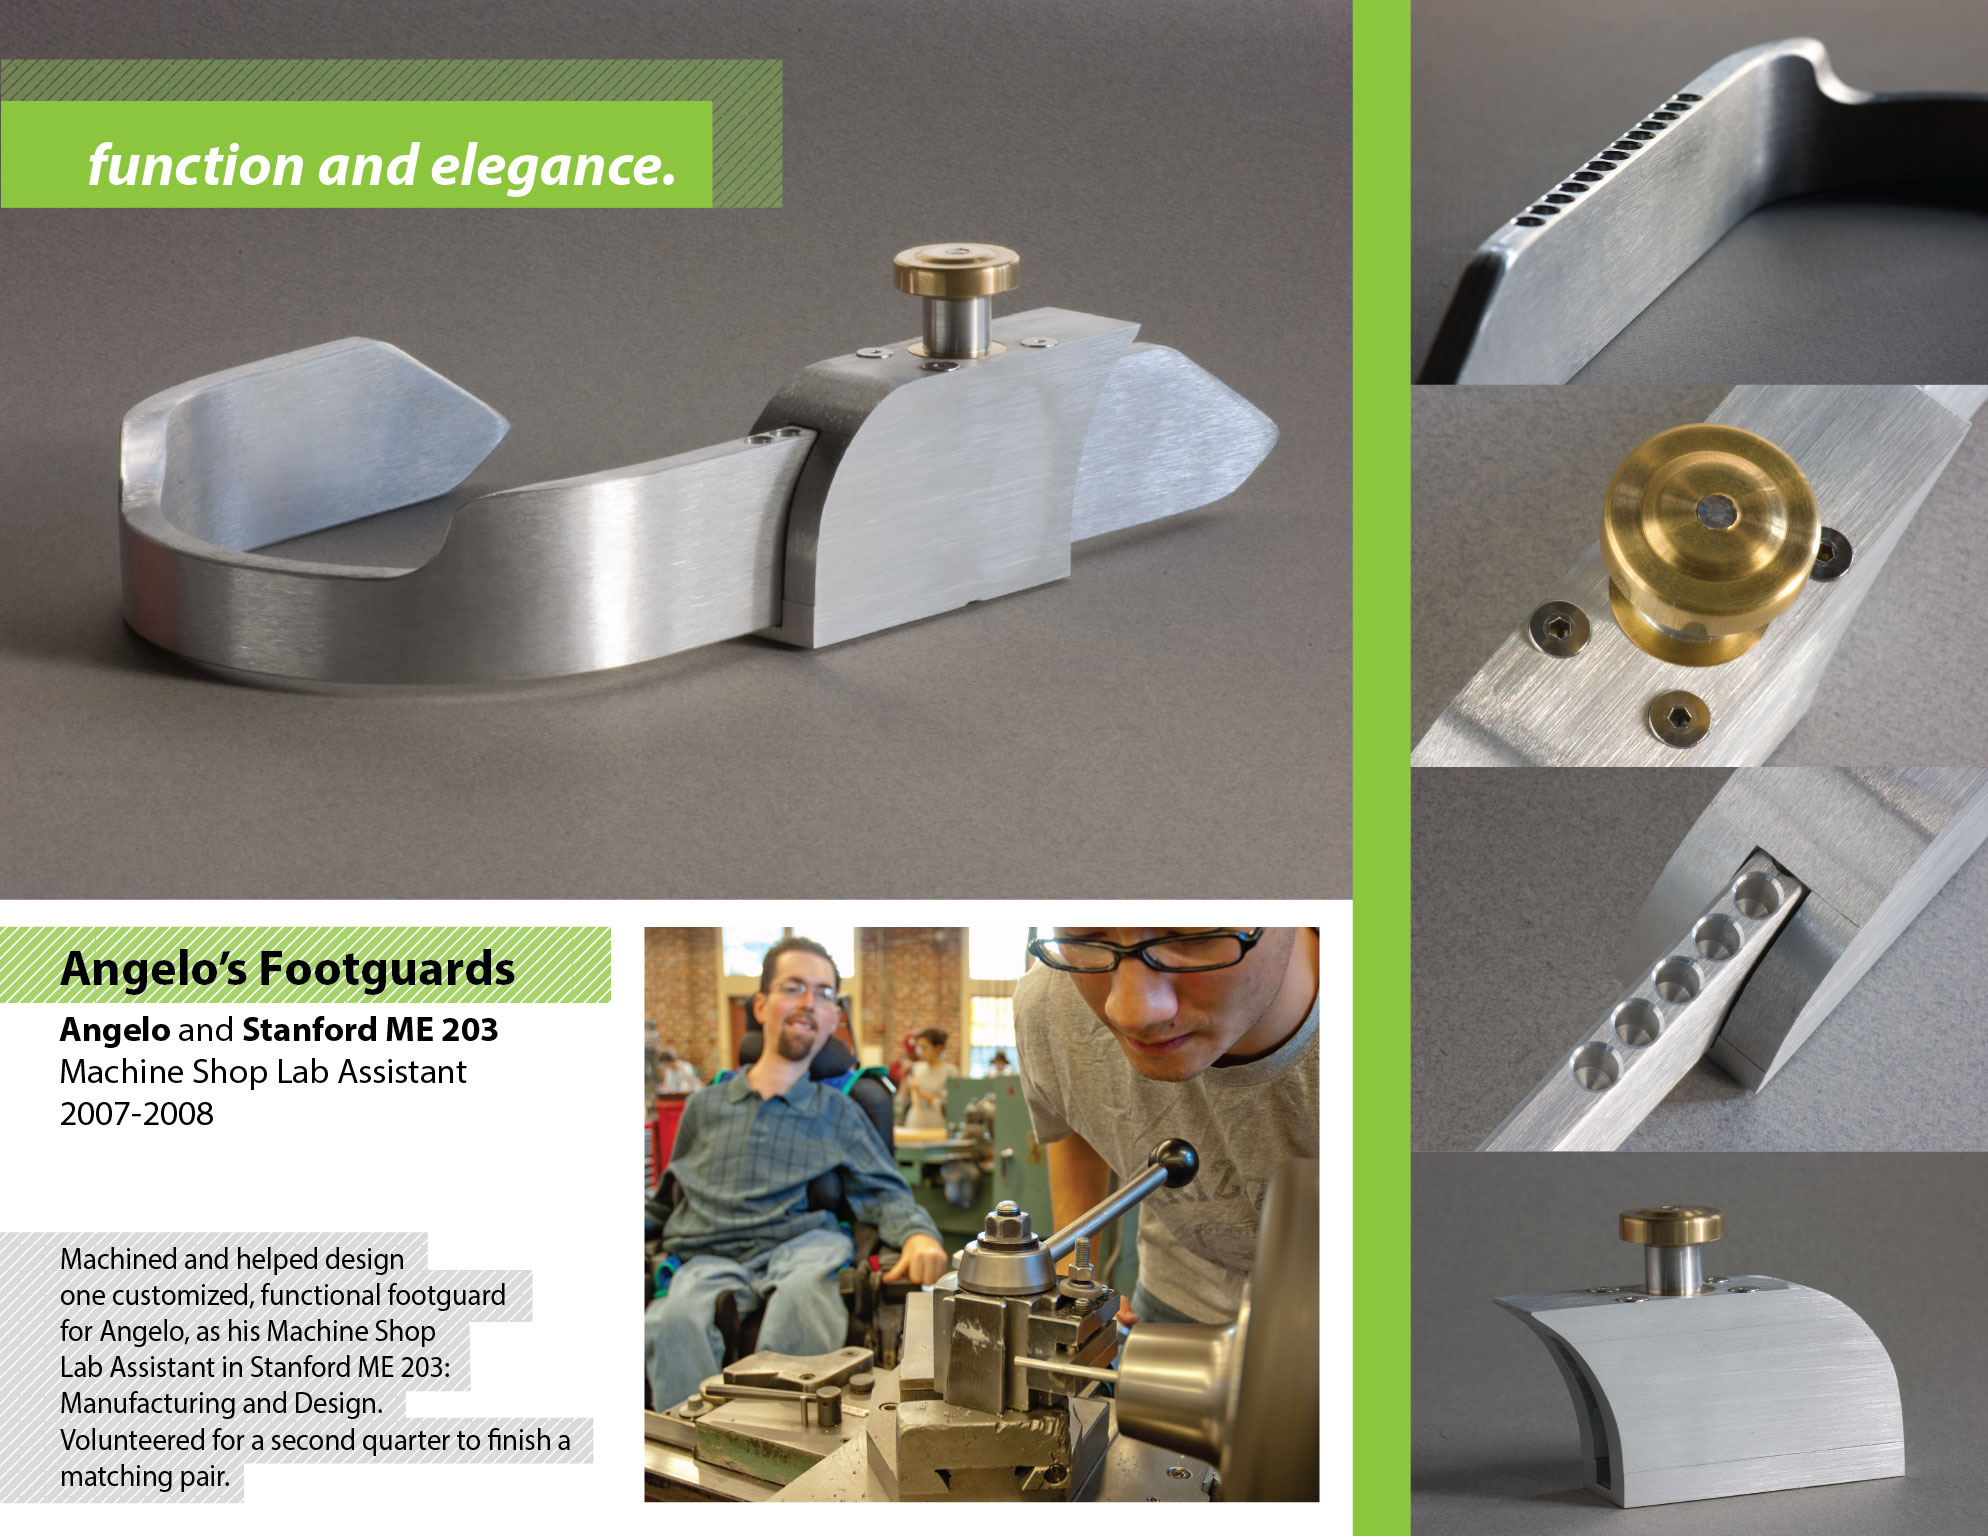 function and elegance.
Angelo’s Footguards
Angelo and Stanford ME 203
Machine Shop Lab Assistant
2007-2008
Machined and helped design
one customized, functional footguard
for Angelo, as his Machine Shop
Lab Assistant in Stanford ME 203:
Manufacturing and Design.
Volunteered for a second quarter to finish a
matching pair.